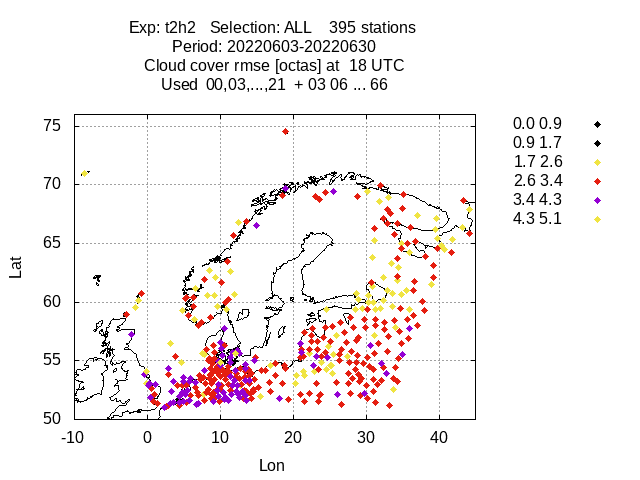 Exp: t2h2 Selection: ALL 395 stations
Period: 20220603-20220630
Cloud cover rmse [octas] at 18 UTC
Used 00,03,...,21 + 03 06 ... 66
75
70
65
60
55
50
Lat
-10 0 10 20 30 40
Lon
0.0 0.9
0.9 1.7
1.7 2.6
2.6 3.4
3.4 4.3
4.3 5.1